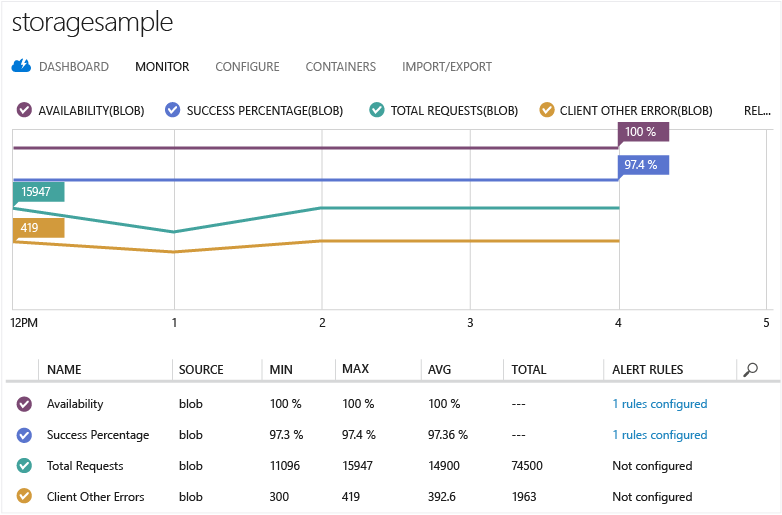 storagesample
DASHBOARD MONITOR CONFIGURE CONTAINERS IMPORT/EXPORT
AVAILABILITY(BLOB) SUCCESS PERCENTAGE(BLOB) TOTAL REQUESTS(BLOB) CLIENT OTHER ERROR(BLOB) REL...
100 %
97.4 %
15947
419
12PM 1 2 3 4 5
NAME SOURCE MIN MAX AVG TOTAL ALERT RULES
Availability blob 100 % 100 % 100 % --- 1 rules configured
Success Percentage blob 97.3 % 97.4 % 97.36 % --- 1 rules configured
Total Requests blob 11096 15947 14900 74500 Not configured
Client Other Errors blob 300 419 392.6 1963 Not configured